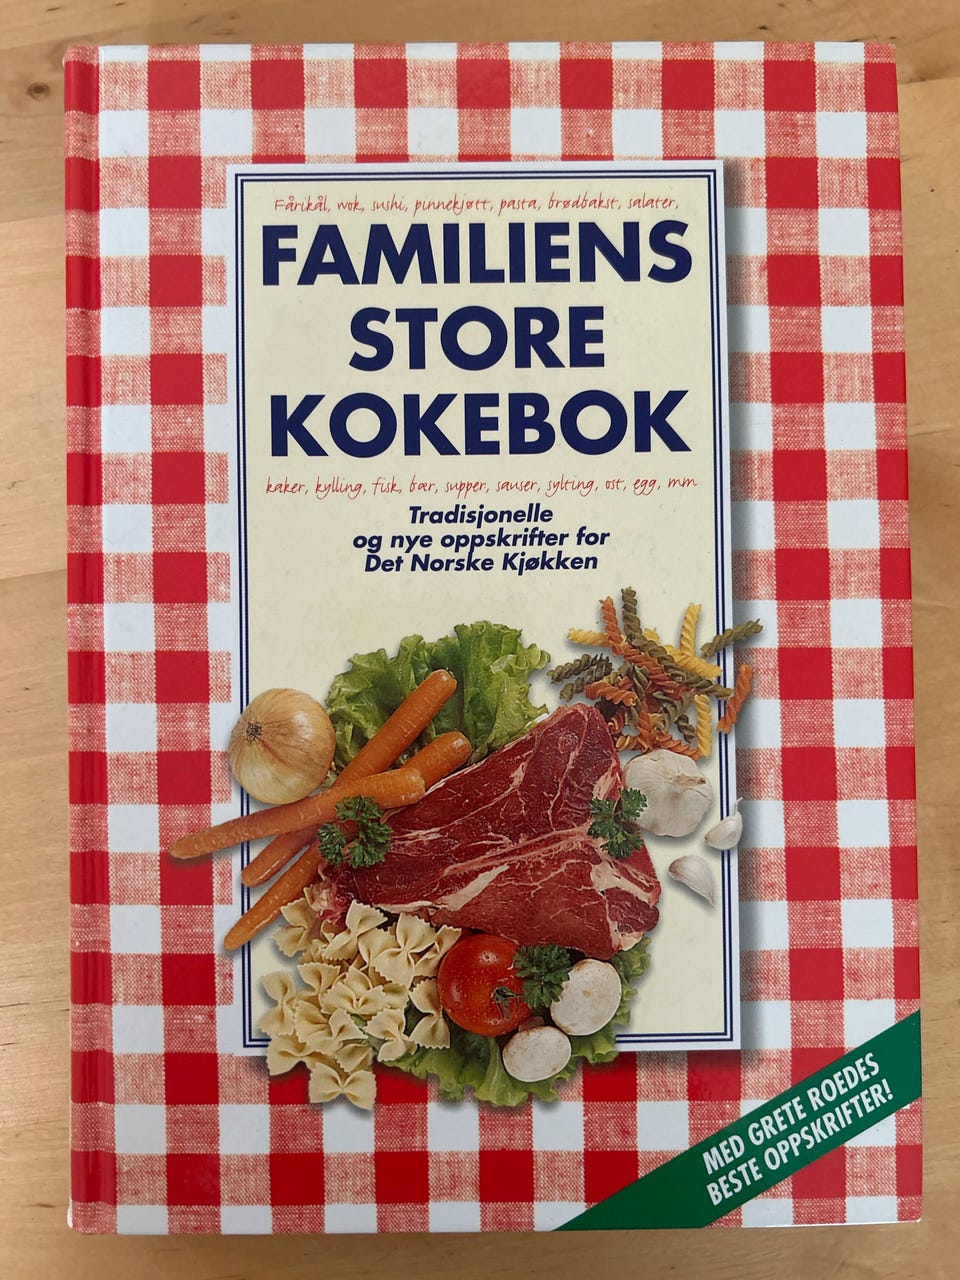 Fårikål, wok, sushi, pinnekjøtt, pasta, brødbakst, salater,
FAMILIENS
STORE
KOKEBOK
kaker, kylling, fisk, bær, supper, sauser, sylting, ost, egg, mm
Tradisjonelle
og nye oppskrifter for
Det Norske Kjøkken
MED GRETE ROEDES
BESTE OPPSKRIFTER!